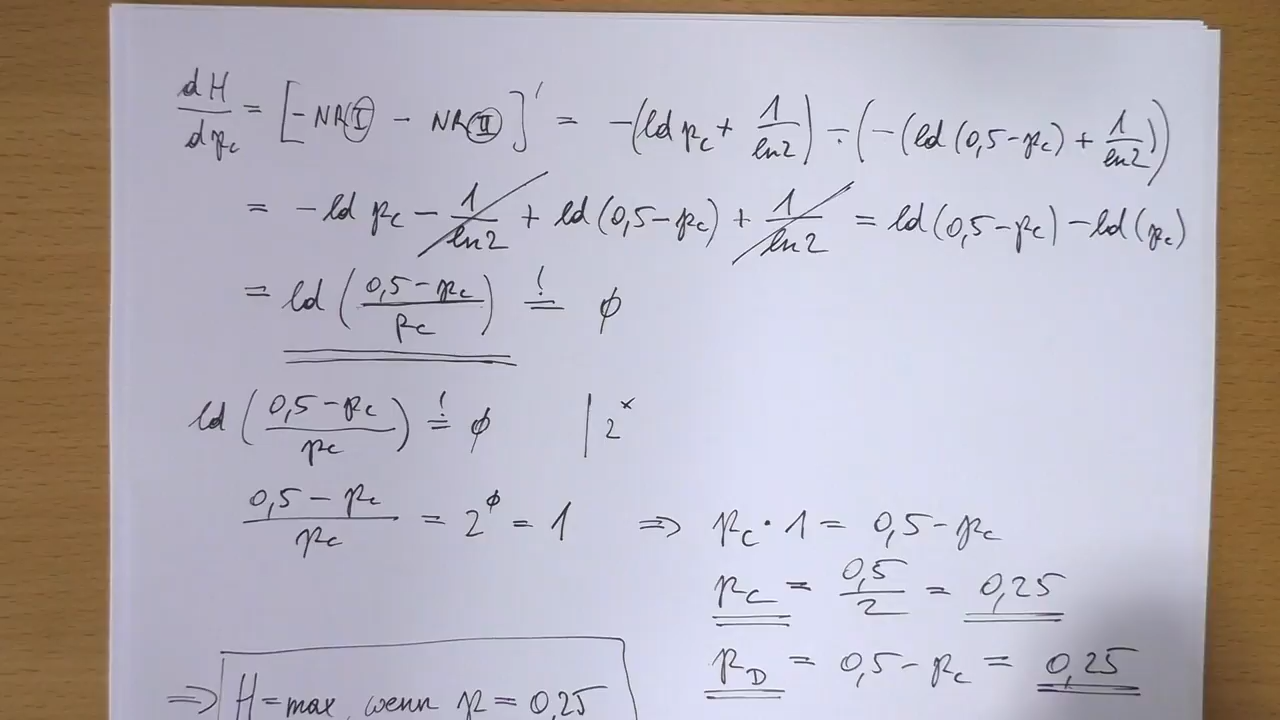 dH/dp_c = [-NR(I) - NR(II)]' = -(ld p_c + 1/ln2) - (-(ld(0,5-p_c) + 1/ln2))
= -ld p_c - 1/ln2 + ld(0,5-p_c) + 1/ln2 = ld(0,5-p_c) - ld(p_c)
= ld((0,5-p_c)/p_c) =! ϕ
ld((0,5-p_c)/p_c) =! ϕ | 2^x
(0,5-p_c)/p_c = 2^ϕ = 1 ⇒ p_C · 1 = 0,5-p_c
p_C = 0,5/2 = 0,25
p_D = 0,5-p_c = 0,25
⇒ H=max, wenn p = 0,25